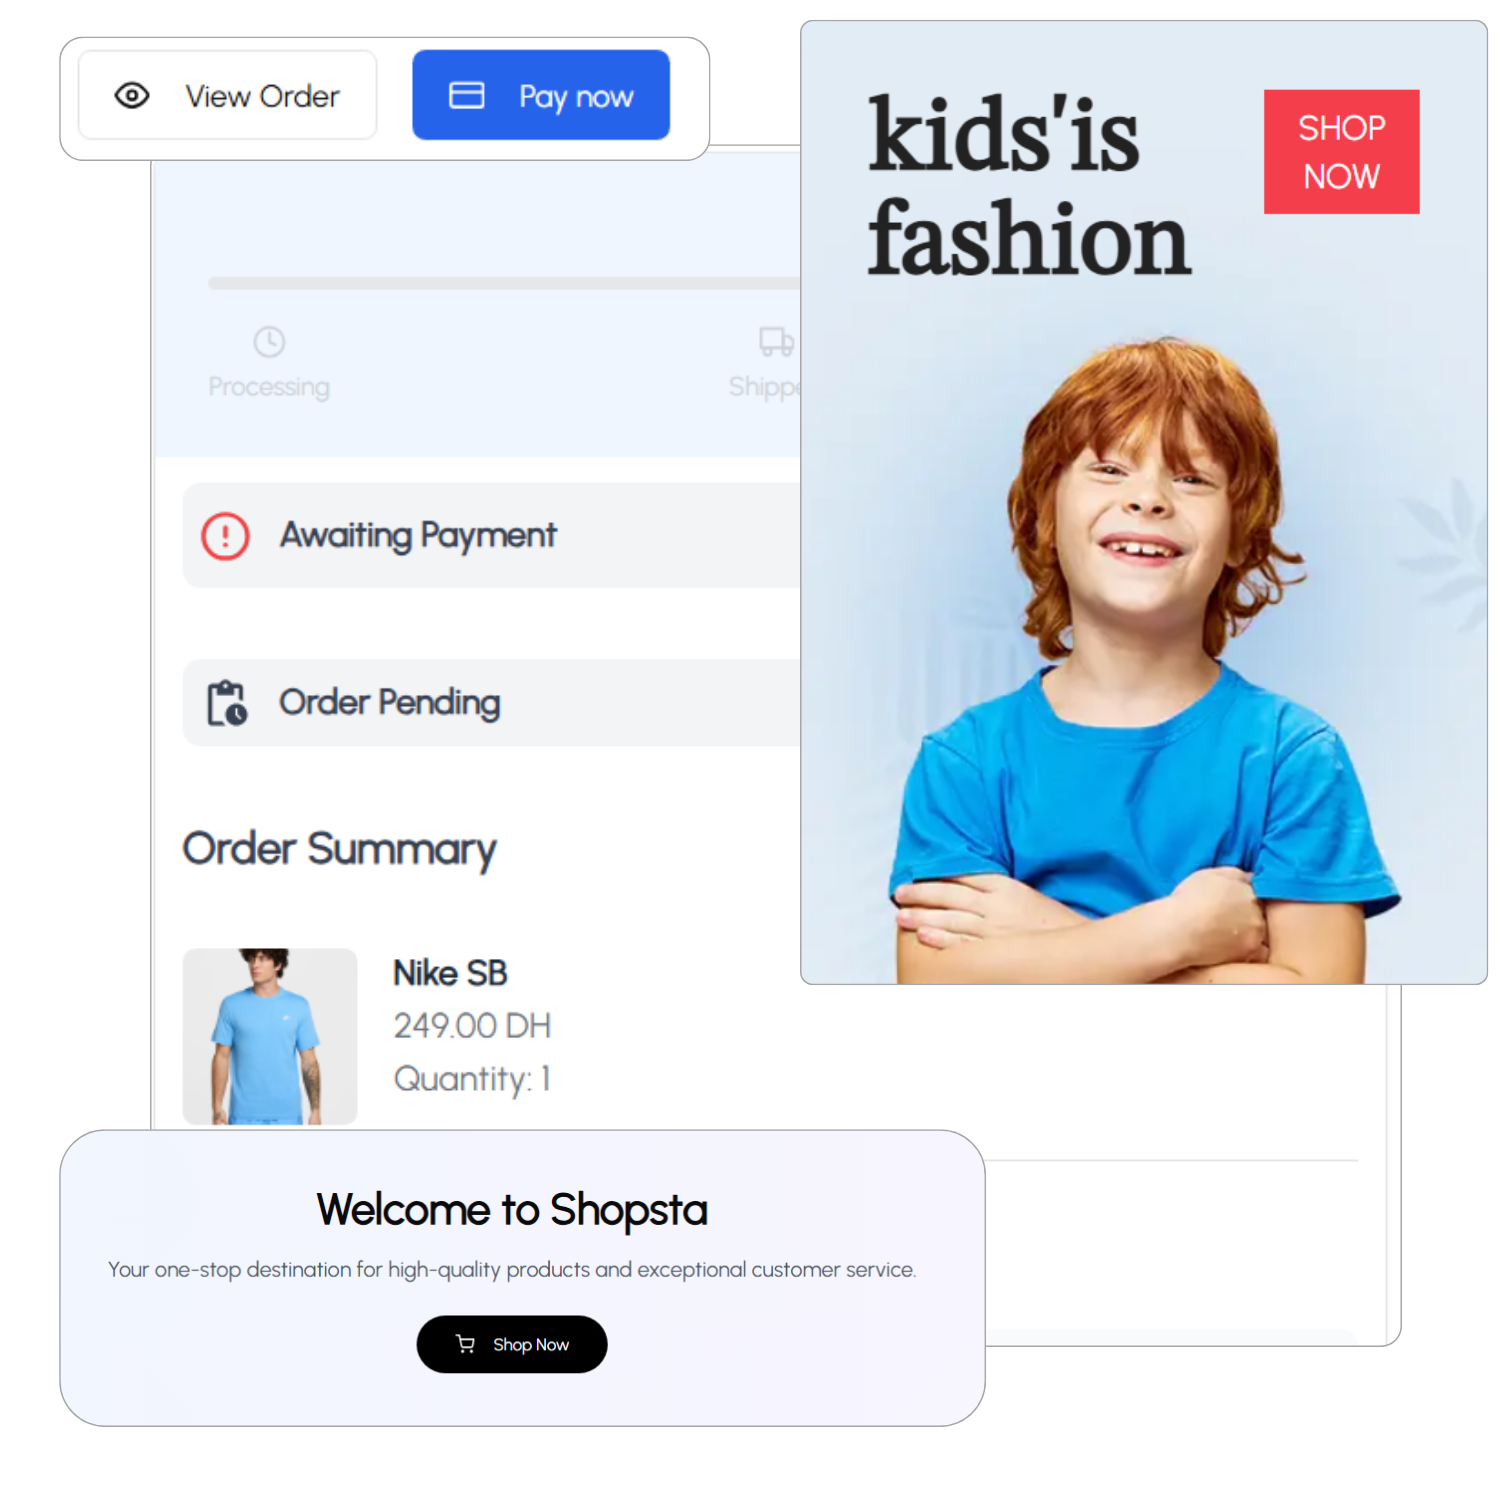 View Order
Pay now
kids'is
fashion
SHOP
NOW
Processing
Shippe
Awaiting Payment
Order Pending
Order Summary
Nike SB
249.00 DH
Quantity: 1
Welcome to Shopsta
Your one-stop destination for high-quality products and exceptional customer service.
Shop Now